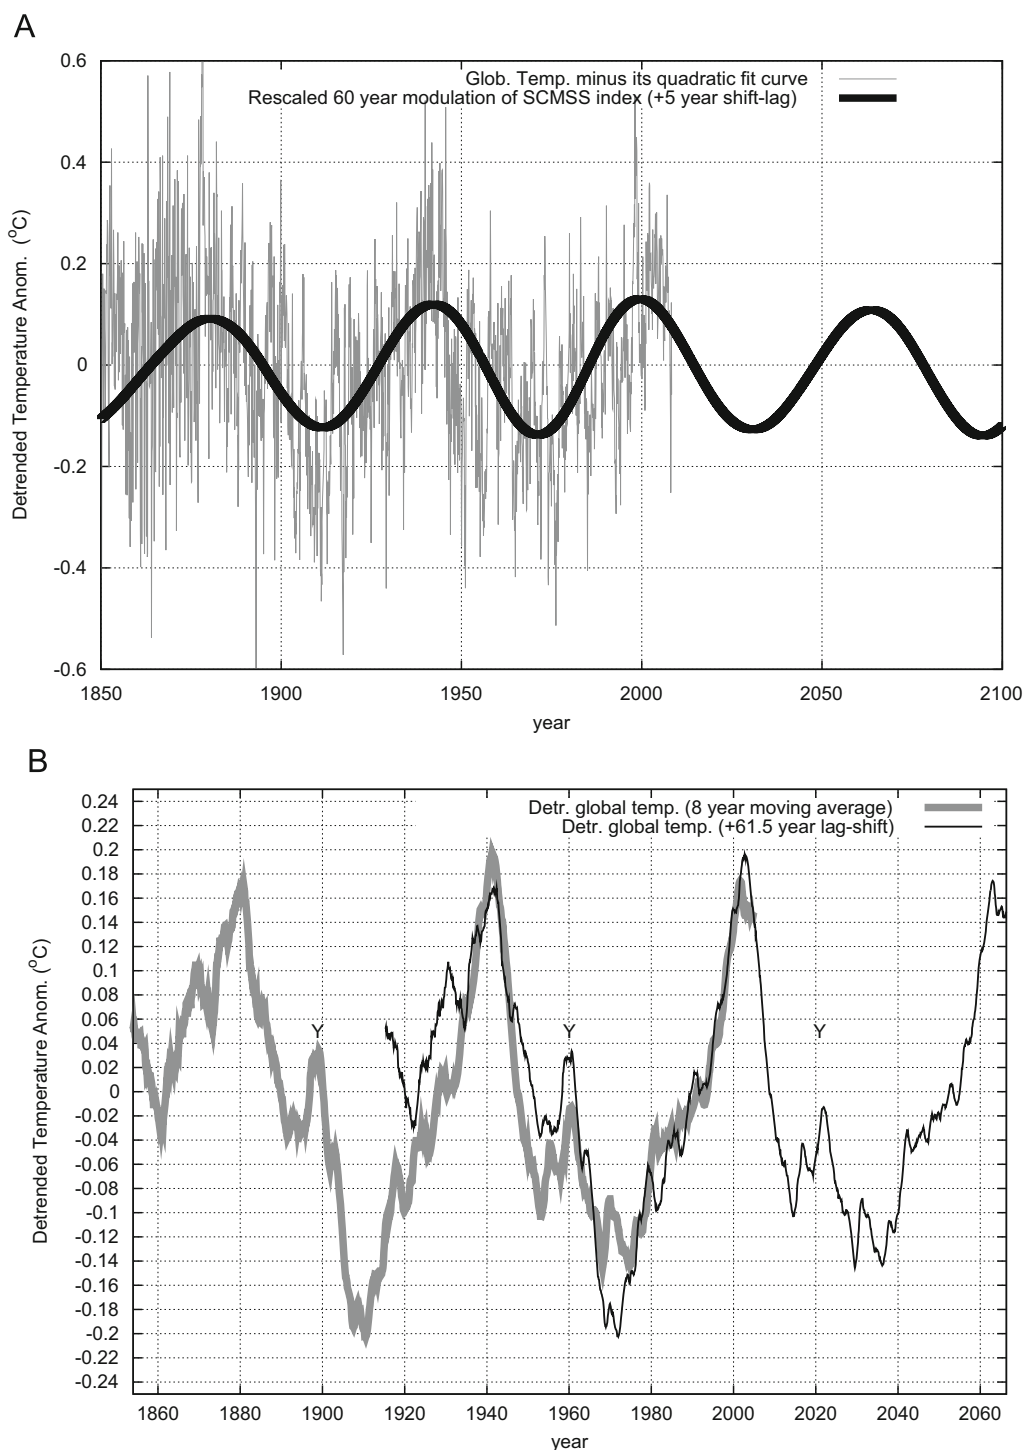 A
0.6
Glob. Temp. minus its quadratic fit curve
Rescaled 60 year modulation of SCMSS index (+5 year shift-lag)
0.4
0.2
0
-0.2
-0.4
-0.6
Detrended Temperature Anom. (°C)
1850 1900 1950 2000 2050 2100
year
B
0.24
Detr. global temp. (8 year moving average)
0.22
Detr. global temp. (+61.5 year lag-shift)
0.2
0.18
0.16
0.14
0.12
0.1
0.08
0.06
Y Y Y
0.04
0.02
0
-0.02
-0.04
-0.06
-0.08
-0.1
-0.12
-0.14
-0.16
-0.18
-0.2
-0.22
-0.24
Detrended Temperature Anom. (°C)
1860 1880 1900 1920 1940 1960 1980 2000 2020 2040 2060
year